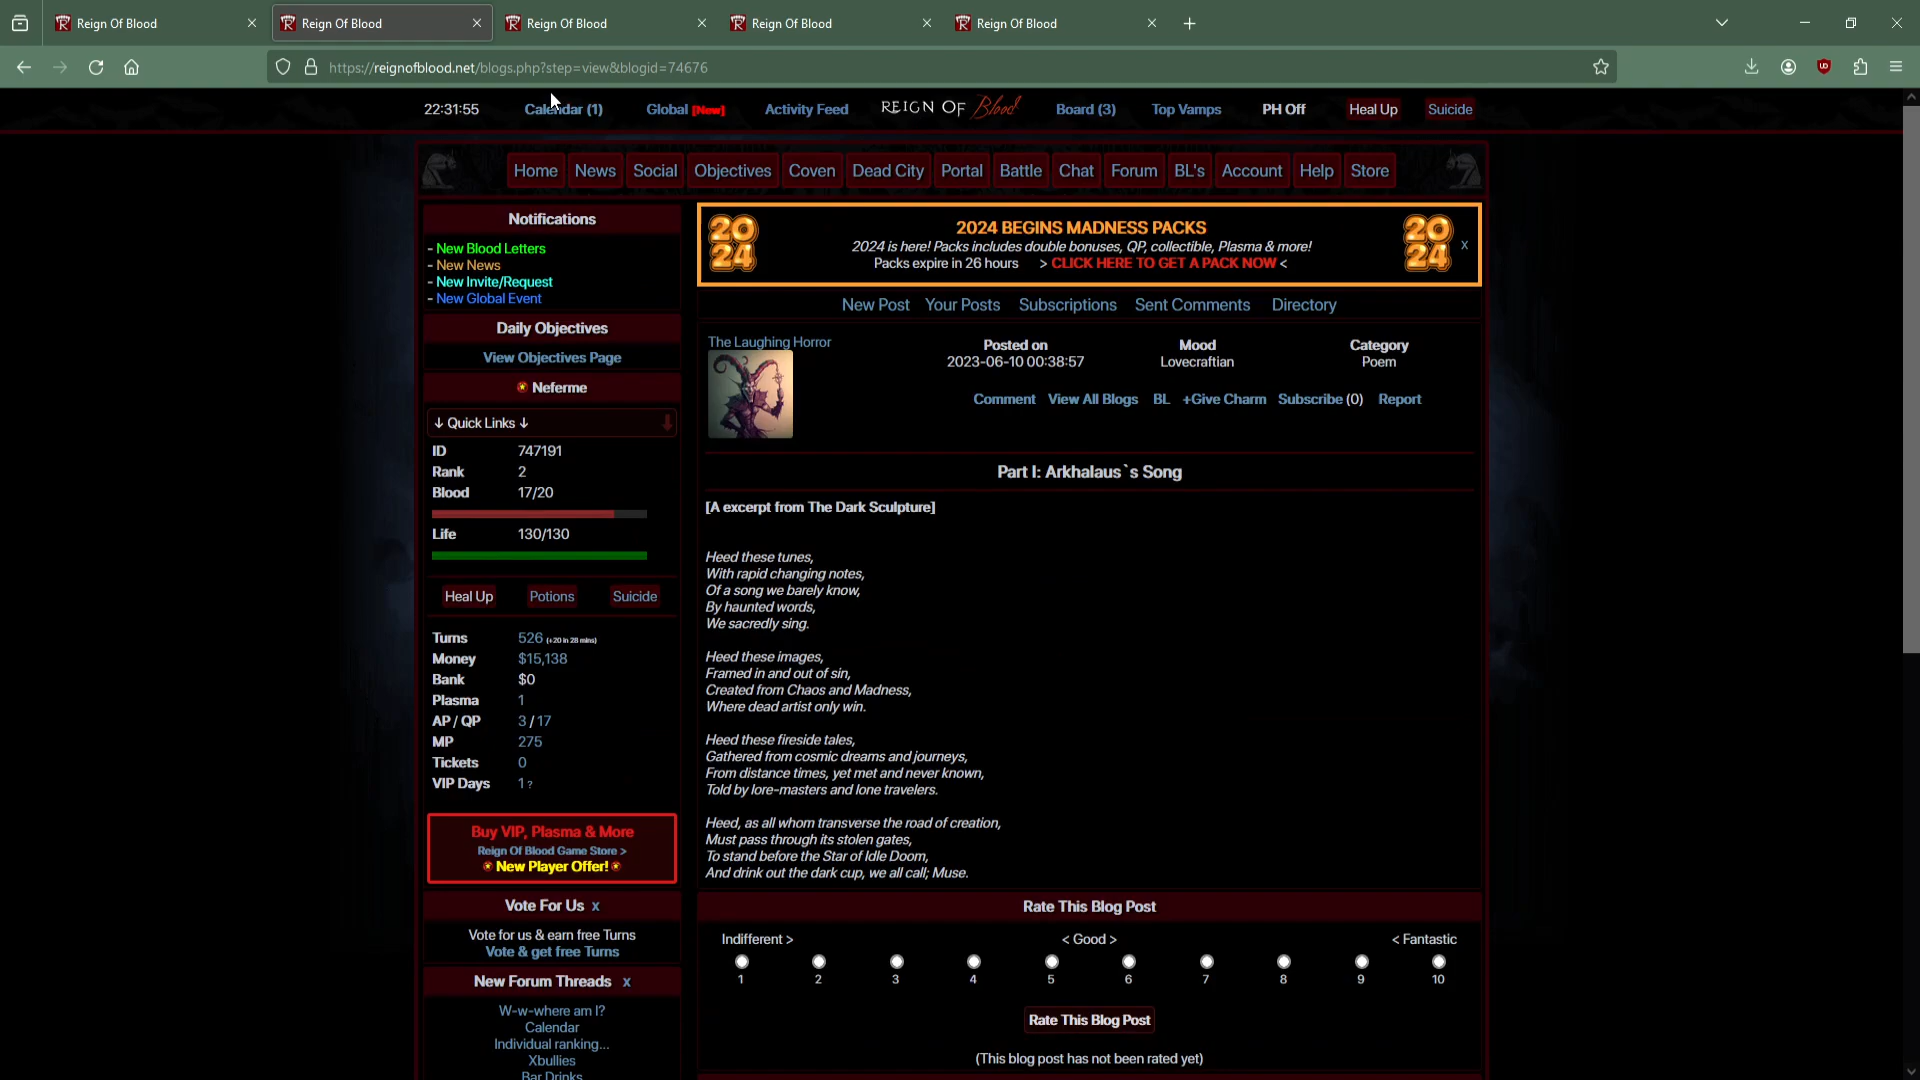 Reign Of Blood
Reign Of Blood
Reign Of Blood
Reign Of Blood
Reign Of Blood
https://reignofblood.net/blogs.php?step=view&blogid=74676
22:31:55 Calendar (1) Global [New] Activity Feed REIGN OF Blood Board (3) Top Vamps PH Off Heal Up Suicide
Home News Social Objectives Coven Dead City Portal Battle Chat Forum BL's Account Help Store
Notifications
- New Blood Letters
- New News
- New Invite/Request
- New Global Event
Daily Objectives
View Objectives Page
Neferme
↓ Quick Links ↓
ID 747191
Rank 2
Blood 17/20
Life 130/130
Heal Up Potions Suicide
Turns 526 (+20 in 28 mins)
Money $15,138
Bank $0
Plasma 1
AP / QP 3 / 17
MP 275
Tickets 0
VIP Days 1 ?
Buy VIP, Plasma & More
Reign Of Blood Game Store >
New Player Offer!
Vote For Us x
Vote for us & earn free Turns
Vote & get free Turns
New Forum Threads x
W-w-where am I?
Calendar
Individual ranking...
Xbullies
Bar Drinks
2024
2024 BEGINS MADNESS PACKS
2024 is here! Packs includes double bonuses, QP, collectible, Plasma & more!
Packs expire in 26 hours > CLICK HERE TO GET A PACK NOW <
2024
x
New Post Your Posts Subscriptions Sent Comments Directory
The Laughing Horror
Posted on
2023-06-10 00:38:57
Mood
Lovecraftian
Category
Poem
Comment View All Blogs BL +Give Charm Subscribe (0) Report
Part I: Arkhalaus`s Song
[A excerpt from The Dark Sculpture]
Heed these tunes,
With rapid changing notes,
Of a song we barely know,
By haunted words,
We sacredly sing.
Heed these images,
Framed in and out of sin,
Created from Chaos and Madness,
Where dead artist only win.
Heed these fireside tales,
Gathered from cosmic dreams and journeys,
From distance times, yet met and never known,
Told by lore-masters and lone travelers.
Heed, as all whom transverse the road of creation,
Must pass through its stolen gates,
To stand before the Star of Idle Doom,
And drink out the dark cup, we all call; Muse.
Rate This Blog Post
Indifferent > < Good > < Fantastic
1 2 3 4 5 6 7 8 9 10
Rate This Blog Post
(This blog post has not been rated yet)